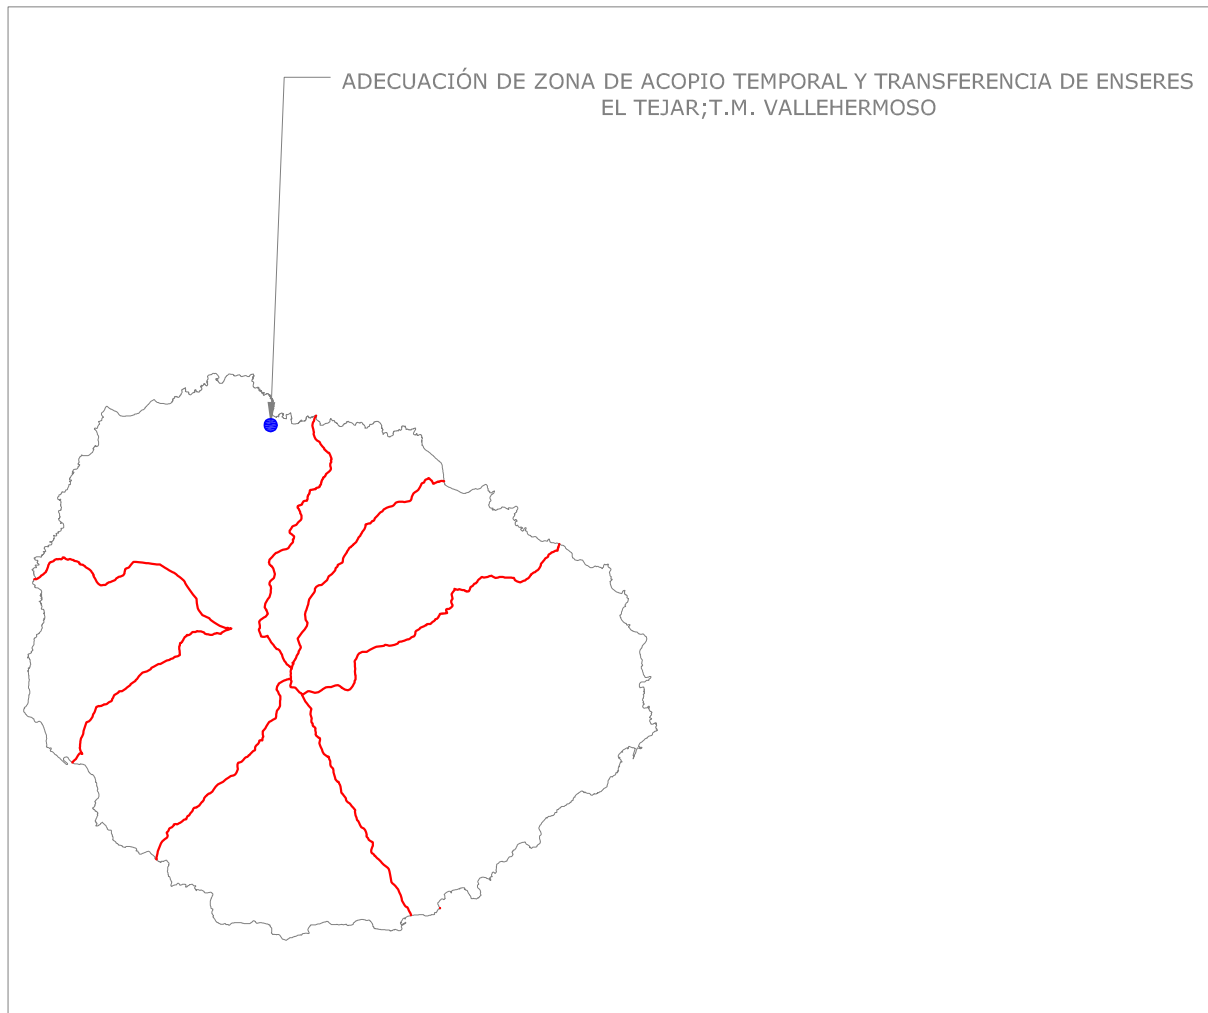 ADECUACIÓN DE ZONA DE ACOPIO TEMPORAL Y TRANSFERENCIA DE ENSERES
EL TEJAR;T.M. VALLEHERMOSO